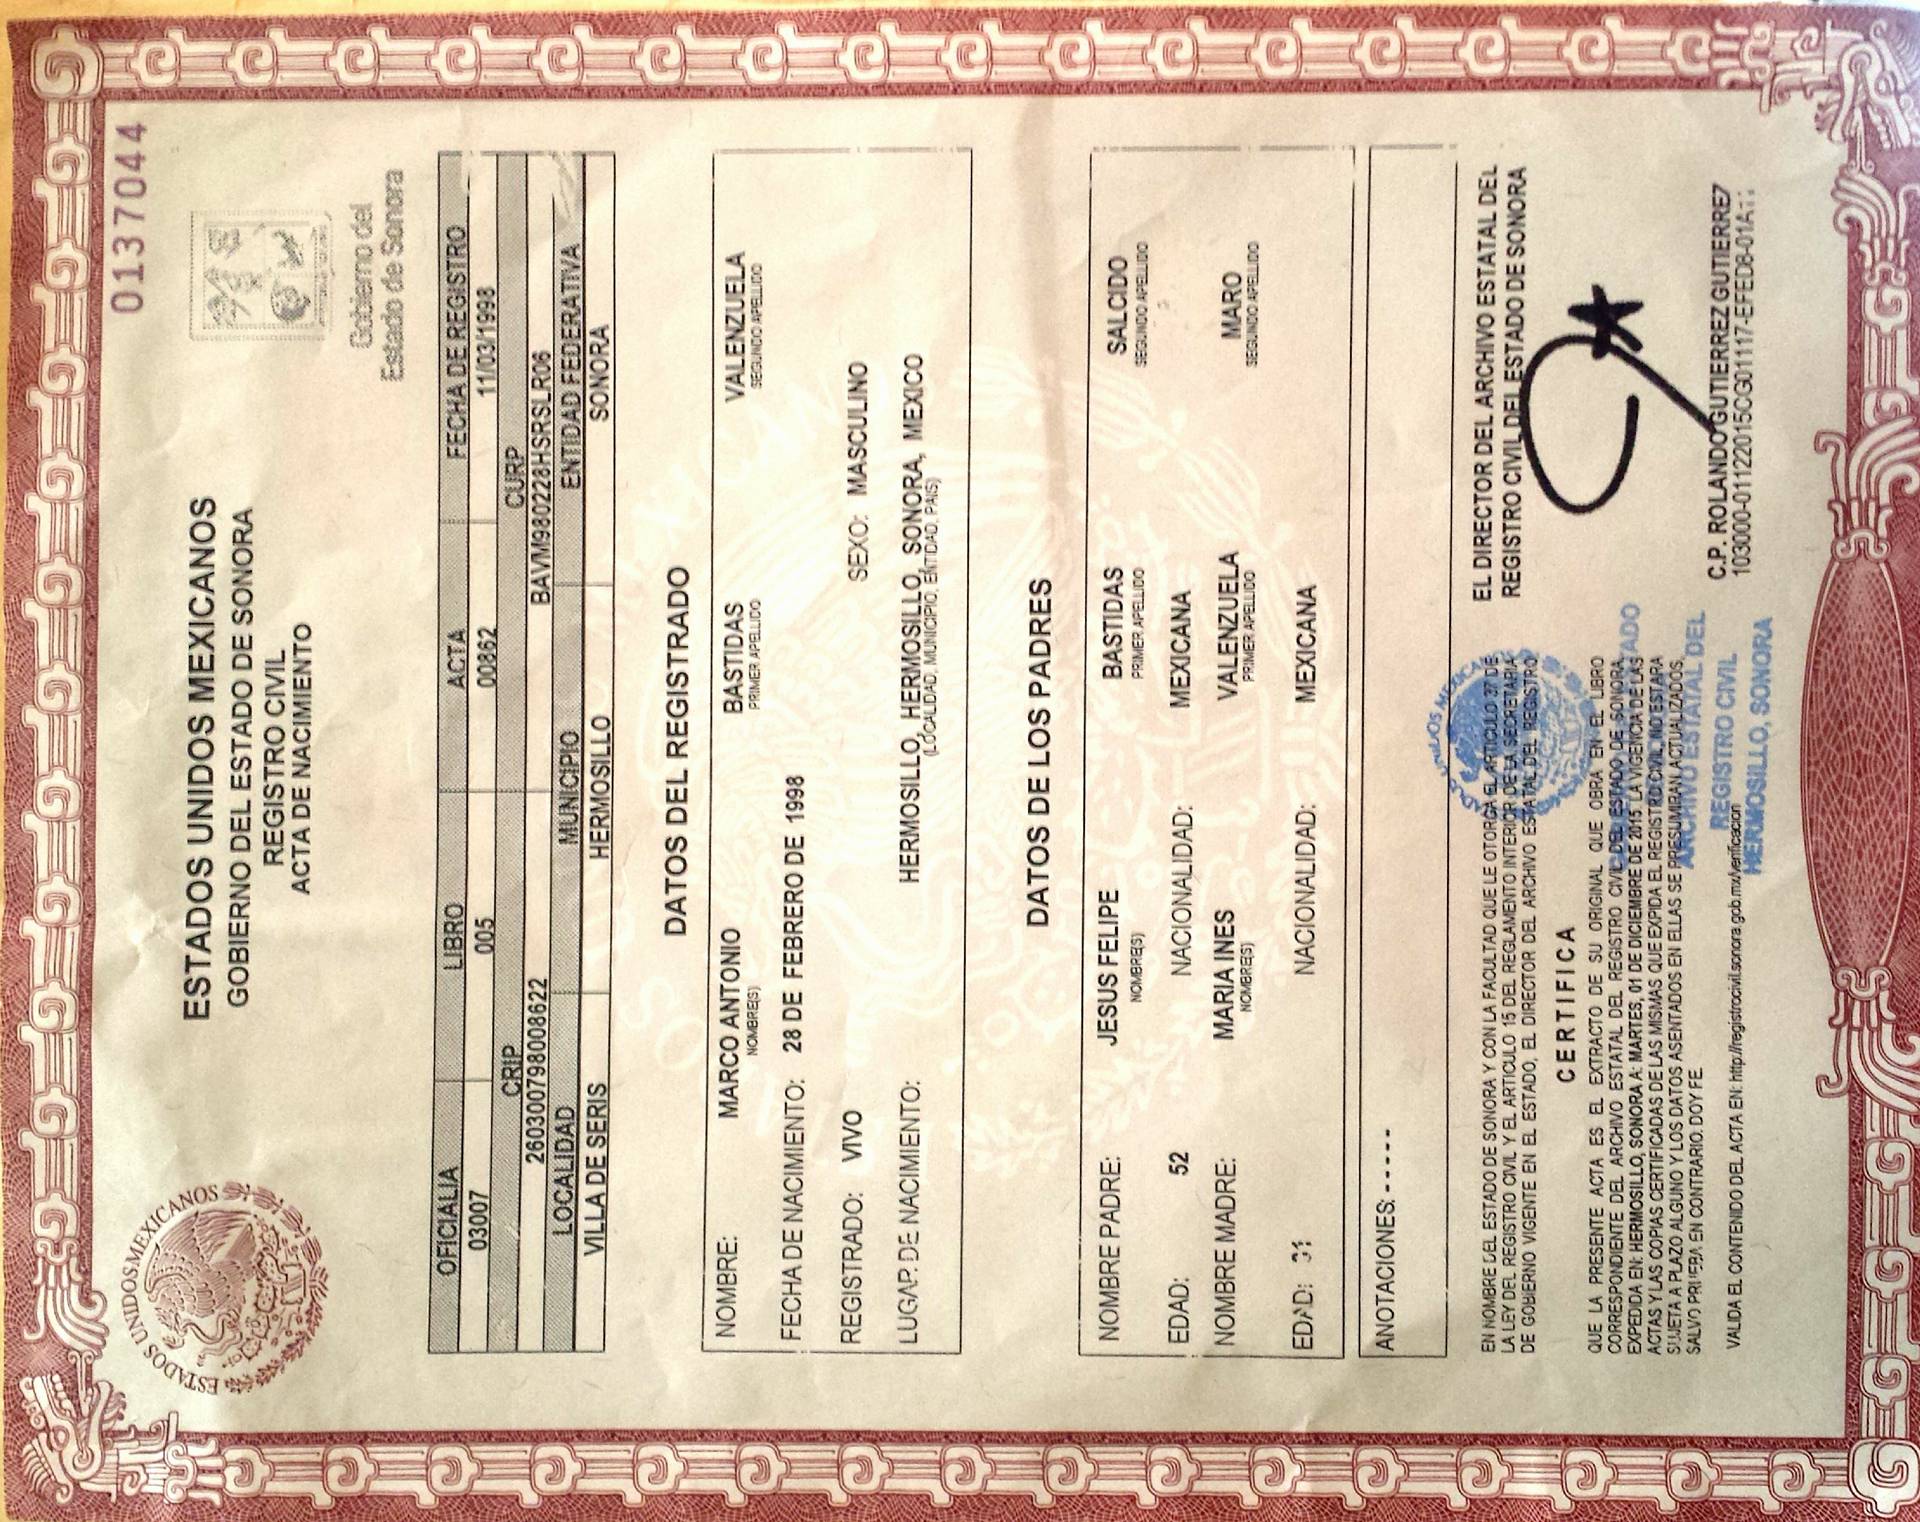 0137044
ESTADOS UNIDOS MEXICANOS
ESTADOS UNIDOS MEXICANOS
GOBIERNO DEL ESTADO DE SONORA
REGISTRO CIVIL
ACTA DE NACIMIENTO
Gobierno del
Estado de Sonora
OFICIALIA LIBRO ACTA FECHA DE REGISTRO
03007 005 00862 11/03/1998
CRIP CURP
260300798008622 BAVM980228HSRSLR06
LOCALIDAD MUNICIPIO ENTIDAD FEDERATIVA
VILLA DE SERIS HERMOSILLO SONORA
DATOS DEL REGISTRADO
NOMBRE: MARCO ANTONIO BASTIDAS VALENZUELA
NOMBRE(S) PRIMER APELLIDO SEGUNDO APELLIDO
FECHA DE NACIMIENTO: 28 DE FEBRERO DE 1998
REGISTRADO: VIVO SEXO: MASCULINO
LUGAR DE NACIMIENTO: HERMOSILLO, HERMOSILLO, SONORA, MEXICO
(LOCALIDAD, MUNICIPIO, ENTIDAD, PAIS)
DATOS DE LOS PADRES
NOMBRE PADRE: JESUS FELIPE BASTIDAS SALCIDO
NOMBRE(S) PRIMER APELLIDO SEGUNDO APELLIDO
EDAD: 52 NACIONALIDAD: MEXICANA
NOMBRE MADRE: MARIA INES VALENZUELA MARO
NOMBRE(S) PRIMER APELLIDO SEGUNDO APELLIDO
EDAD: NACIONALIDAD: MEXICANA
ANOTACIONES: -----
EN NOMBRE DEL ESTADO DE SONORA Y CON LA FACULTAD QUE LE OTORGA EL ARTICULO 37 DE
LA LEY DEL REGISTRO CIVIL Y EL ARTICULO 15 DEL REGLAMENTO INTERIOR DE LA SECRETARIA
DE GOBIERNO VIGENTE EN EL ESTADO, EL DIRECTOR DEL ARCHIVO ESTATAL DEL REGISTRO
CERTIFICA
QUE LA PRESENTE ACTA ES EL EXTRACTO DE SU ORIGINAL QUE OBRA EN EL LIBRO
CORRESPONDIENTE DEL ARCHIVO ESTATAL DEL REGISTRO CIVIL DEL ESTADO DE SONORA,
EXPEDIDA EN: HERMOSILLO, SONORA A: MARTES, 01 DE DICIEMBRE DE 2015 LA VIGENCIA DE LAS
ACTAS Y LAS COPIAS CERTIFICADAS DE LAS MISMAS QUE EXPIDA EL REGISTRO CIVIL, NO ESTARA
SUJETA A PLAZO ALGUNO Y LOS DATOS ASENTADOS EN ELLAS SE PRESUMIRAN ACTUALIZADOS,
SALVO PRUEBA EN CONTRARIO. DOY FE.
VALIDA EL CONTENIDO DEL ACTA EN: http://registrocivil.sonora.gob.mx/verificacion
ARCHIVO ESTATAL DEL
REGISTRO CIVIL
HERMOSILLO, SONORA
EL DIRECTOR DEL ARCHIVO ESTATAL DEL
REGISTRO CIVIL DEL ESTADO DE SONORA
C.P. ROLANDO GUTIERREZ GUTIERREZ